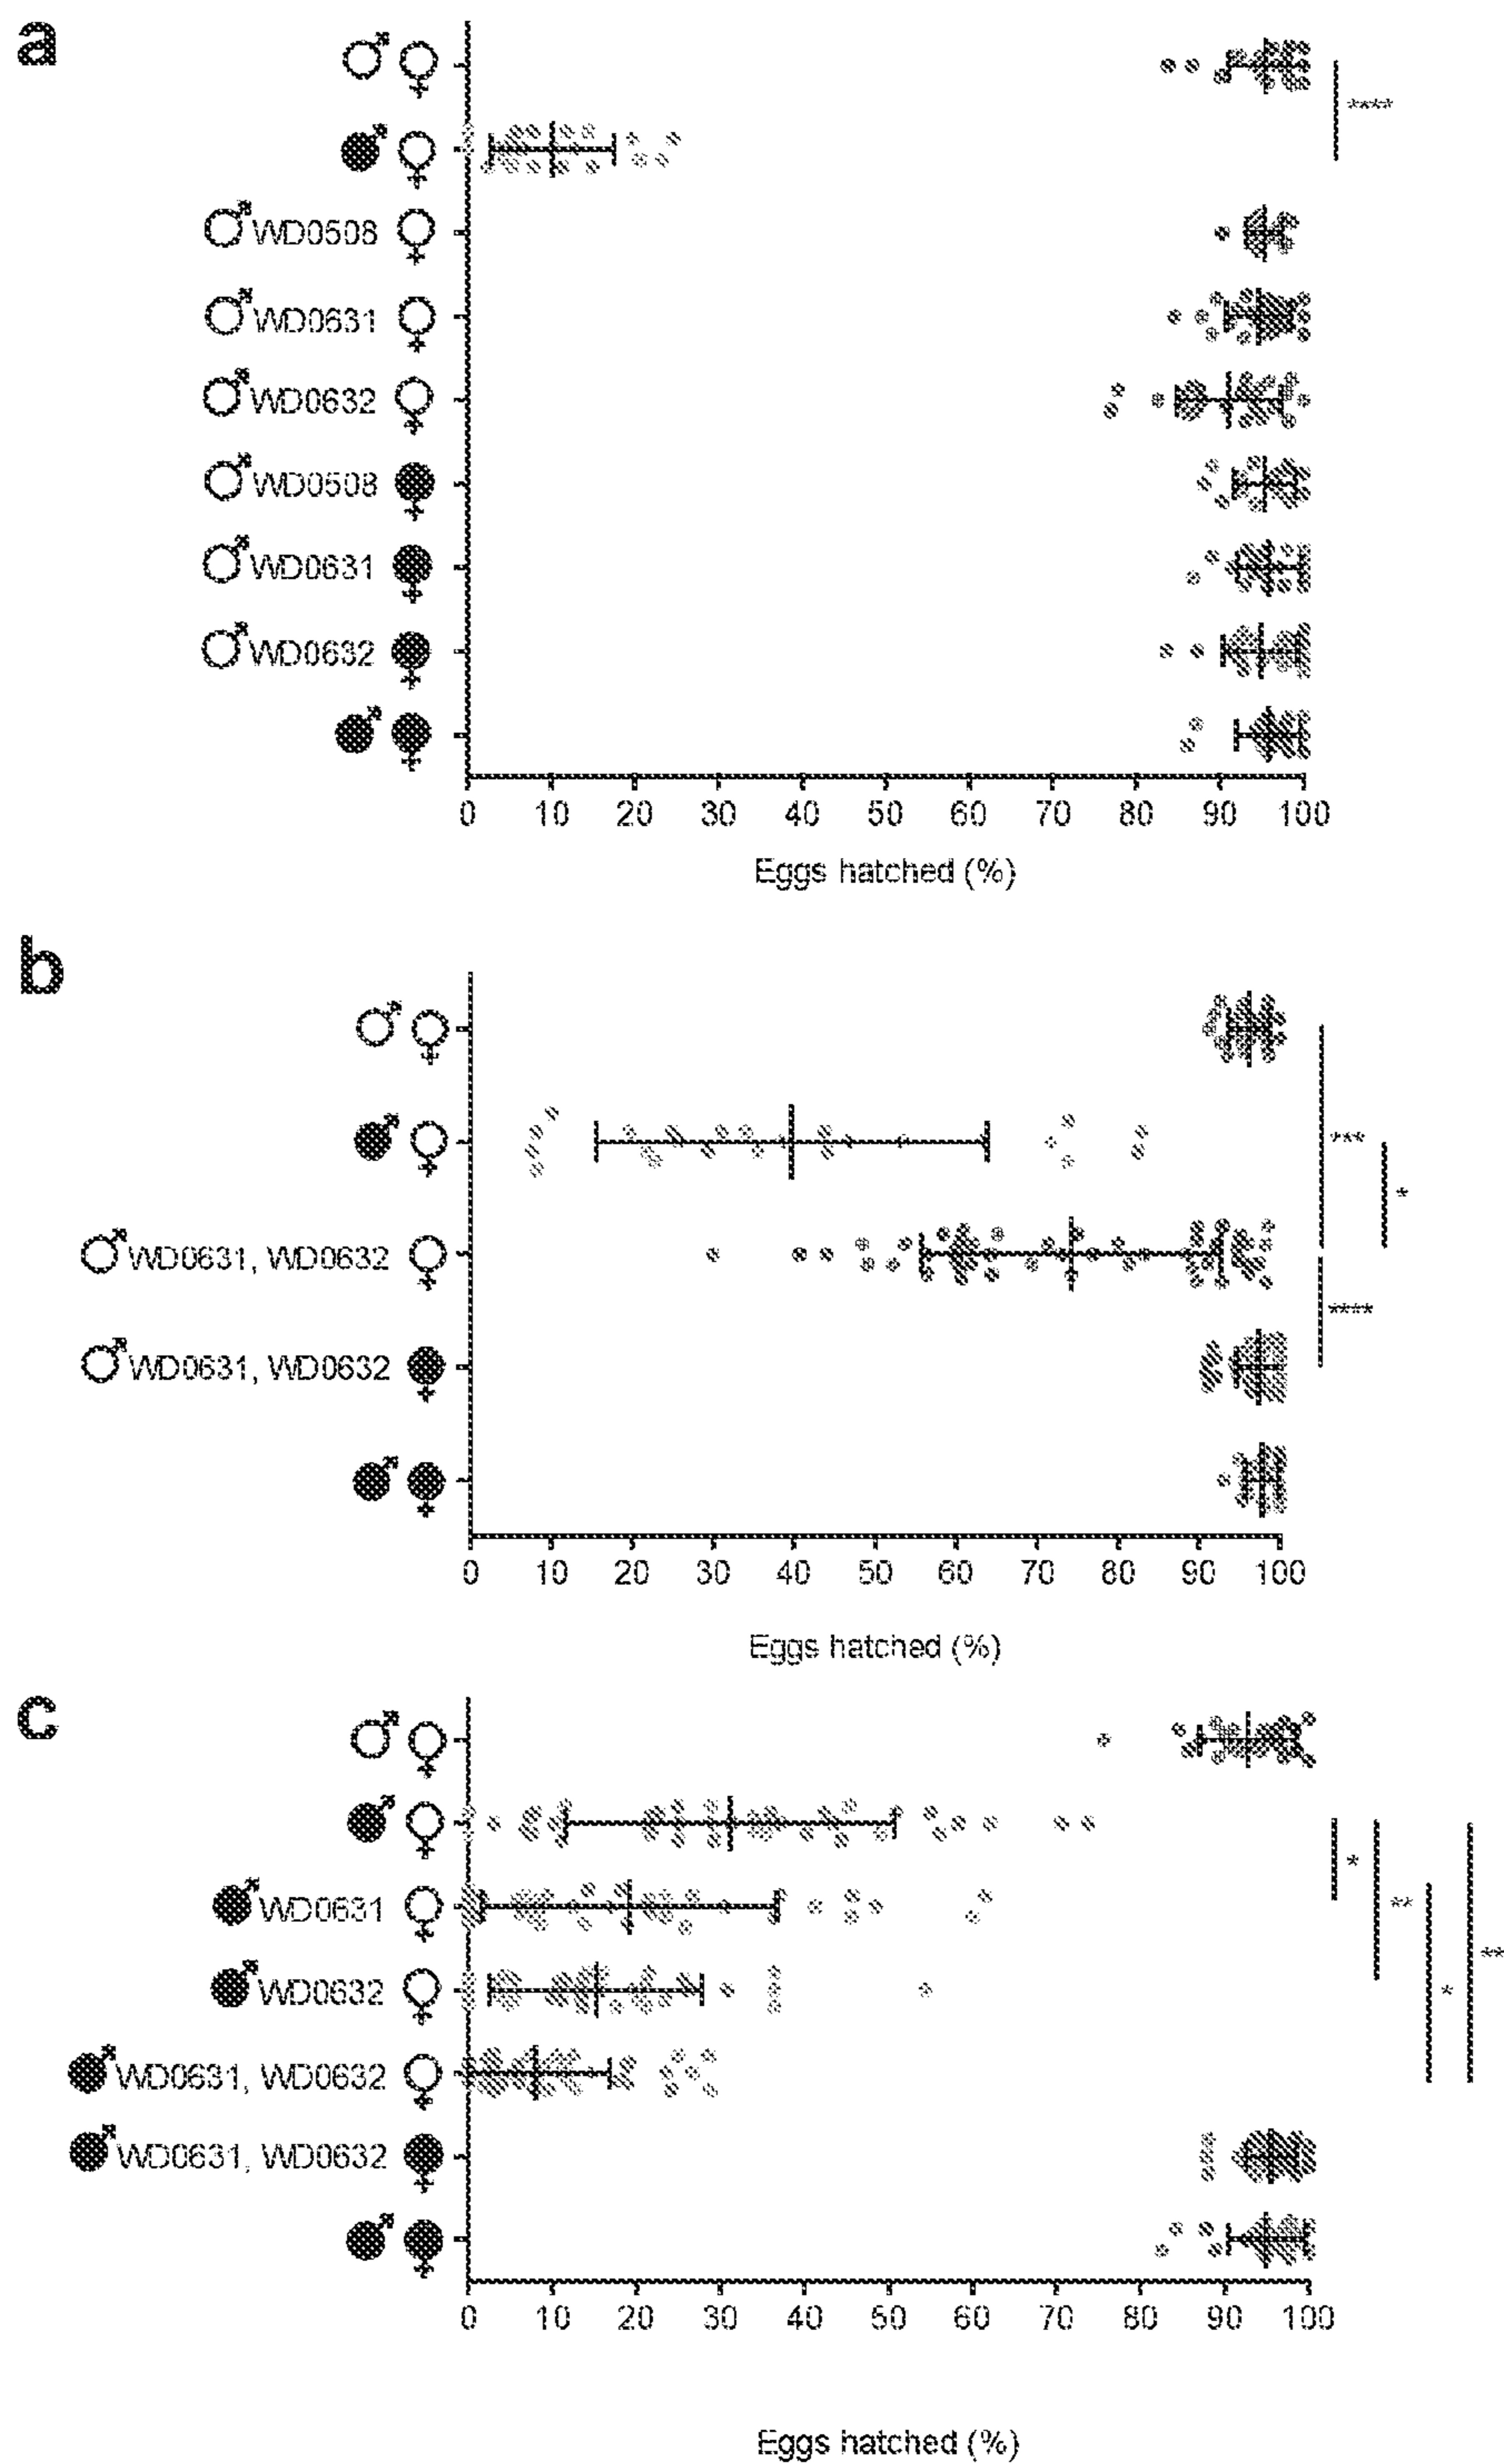 a
****
WD0508
WD0631
WD0632
WD0508
WD0631
WD0632
0 10 20 30 40 50 60 70 80 90 100
Eggs hatched (%)
b
***
*
WD0631, WD0632
****
WD0631, WD0632
0 10 20 30 40 50 60 70 80 90 100
Eggs hatched (%)
c
*
WD0631
**
**
WD0632
*
WD0631, WD0632
WD0631, WD0632
0 10 20 30 40 50 60 70 80 90 100
Eggs hatched (%)